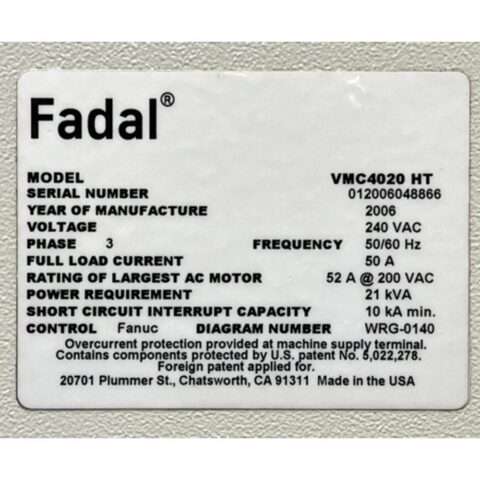 Fadal®
MODEL VMC4020 HT
SERIAL NUMBER 012006048866
YEAR OF MANUFACTURE 2006
VOLTAGE 240 VAC
PHASE 3 FREQUENCY 50/60 Hz
FULL LOAD CURRENT 50 A
RATING OF LARGEST AC MOTOR 52 A @ 200 VAC
POWER REQUIREMENT 21 kVA
SHORT CIRCUIT INTERRUPT CAPACITY 10 kA min.
CONTROL Fanuc DIAGRAM NUMBER WRG-0140
Overcurrent protection provided at machine supply terminal.
Contains components protected by U.S. patent No. 5,022,278.
Foreign patent applied for.
20701 Plummer St., Chatsworth, CA 91311 Made in the USA